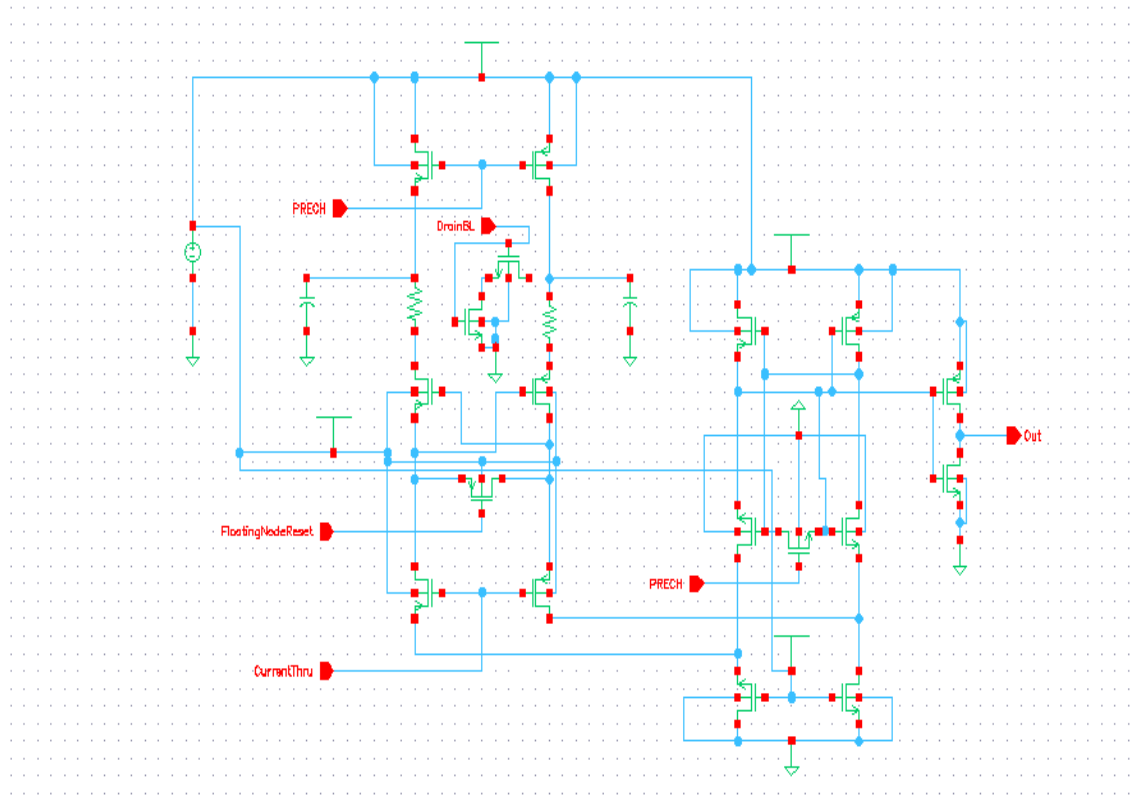 PRECH
DrainBL
Out
FloatingNodeReset
PRECH
CurrentThru